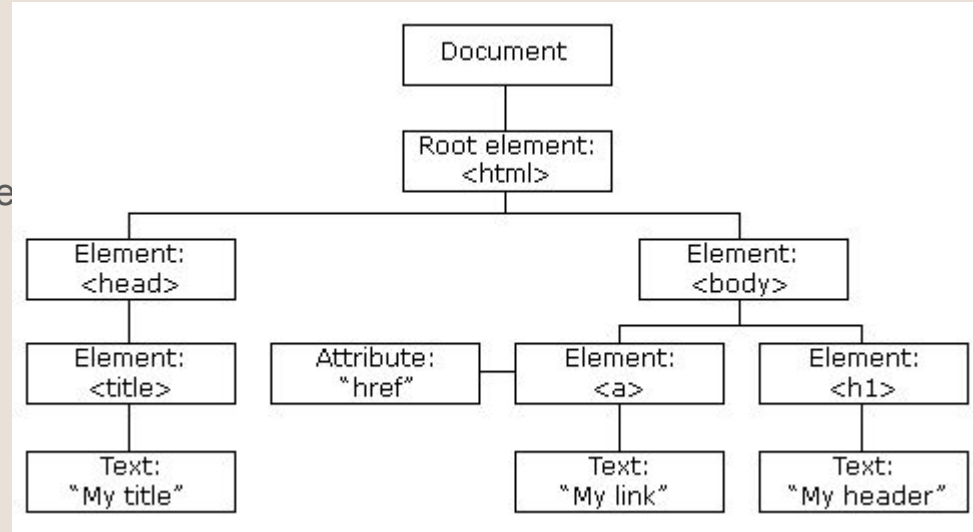 Document
Root element:
<html>
e
Element:
<head>
Element:
<body>
Element:
<title>
Attribute:
“href”
Element:
<a>
Element:
<h1>
Text:
“My title”
Text:
“My link”
Text:
“My header”